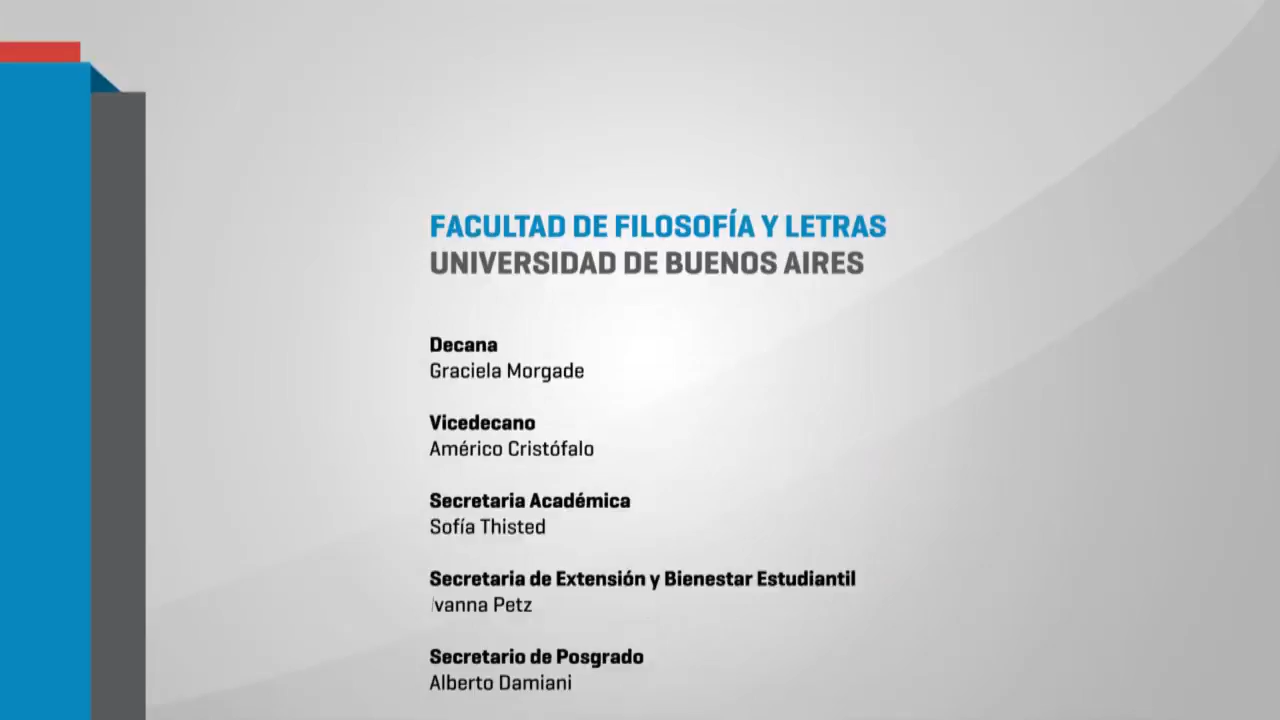 FACULTAD DE FILOSOFÍA Y LETRAS
UNIVERSIDAD DE BUENOS AIRES
Decana
Graciela Morgade
Vicedecano
Américo Cristófalo
Secretaria Académica
Sofía Thisted
Secretaria de Extensión y Bienestar Estudiantil
Ivanna Petz
Secretario de Posgrado
Alberto Damiani